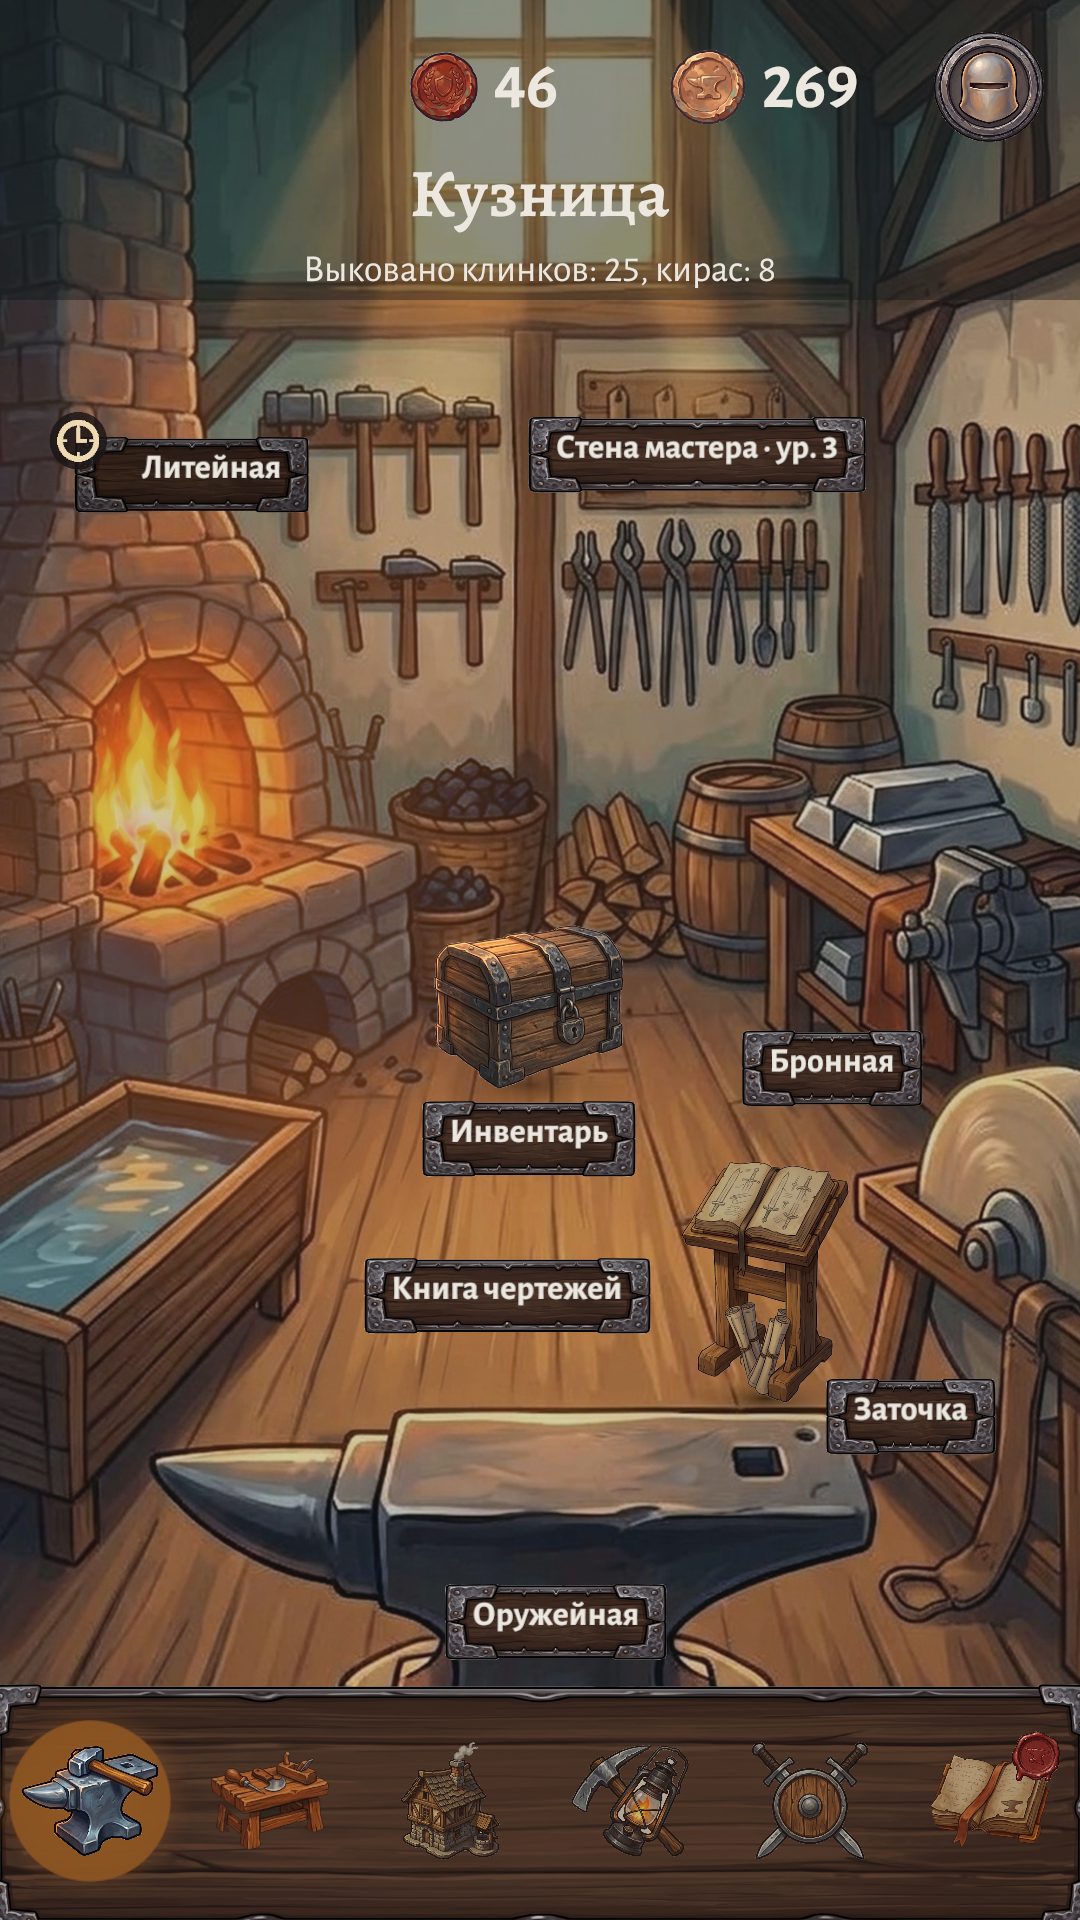 46
269
Кузница
Выковано клинков: 25, кирас: 8
Литейная
Стена мастера · ур. 3
Бронная
Инвентарь
Книга чертежей
Заточка
Оружейная